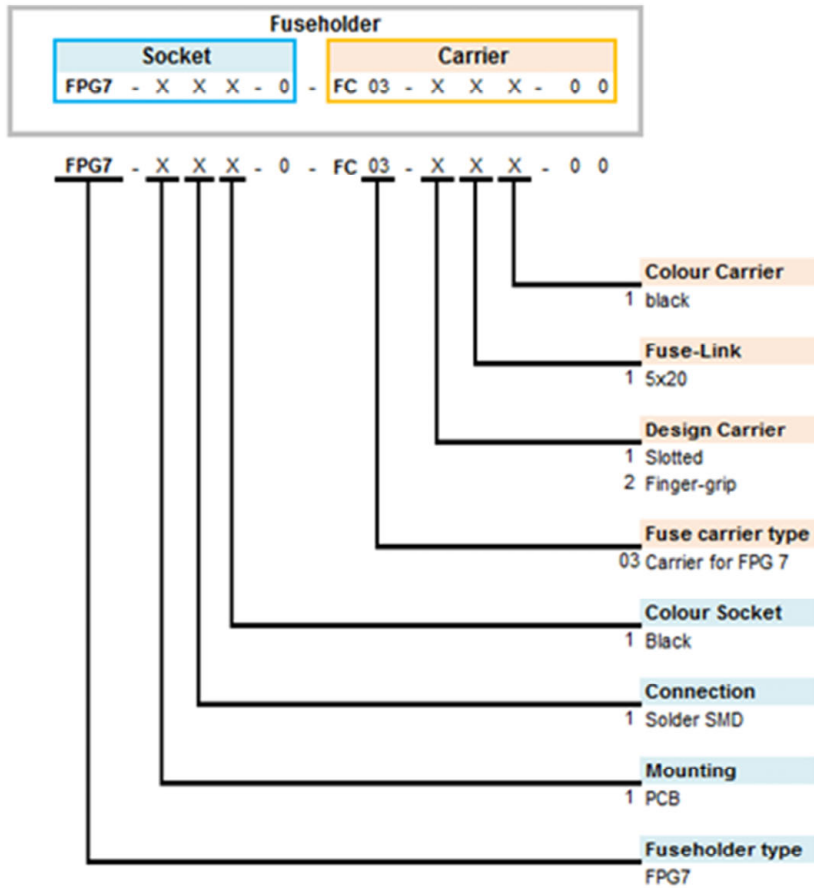 Fuseholder
Socket Carrier
FPG7 - X X X - 0 - FC 03 - X X X - 0 0
FPG7 - X X X - 0 - FC 03 - X X X - 0 0
Colour Carrier
1 black
Fuse-Link
1 5x20
Design Carrier
1 Slotted
2 Finger-grip
Fuse carrier type
03 Carrier for FPG 7
Colour Socket
1 Black
Connection
1 Solder SMD
Mounting
1 PCB
Fuseholder type
FPG7